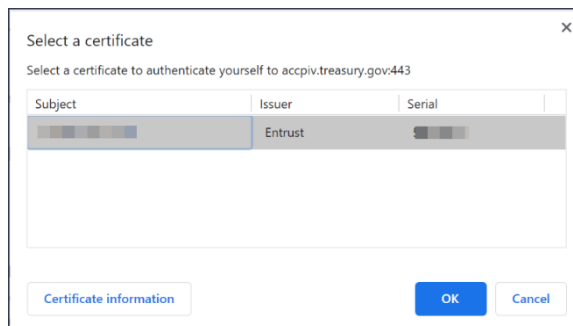 Select a certificate
Select a certificate to authenticate yourself to accpiv.treasury.gov:443
Subject Issuer Serial
Entrust
Certificate information OK Cancel